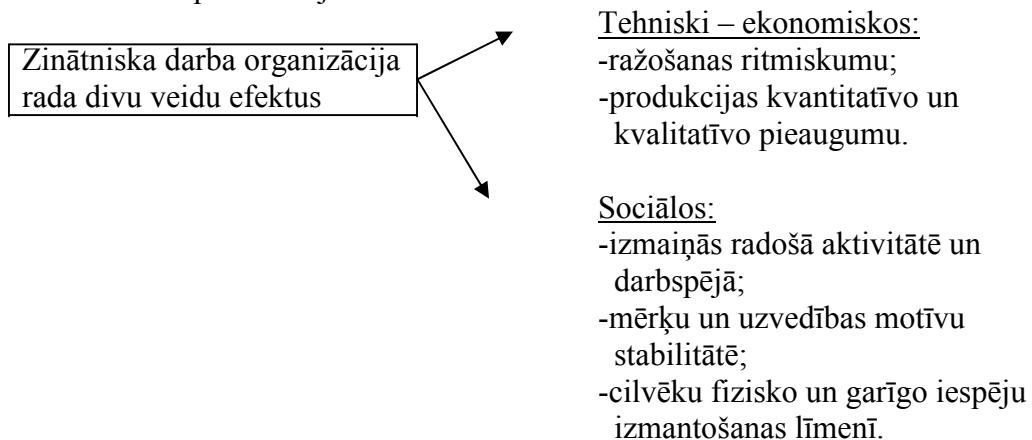 Zinātniska darba organizācija
rada divu veidu efektus
Tehniski – ekonomiskos:
-ražošanas ritmiskumu;
-produkcijas kvantitatīvo un
kvalitatīvo pieaugumu.
Sociālos:
-izmaiņās radošā aktivitātē un
darbspējā;
-mērķu un uzvedības motīvu
stabilitātē;
-cilvēku fizisko un garīgo iespēju
izmantošanas līmenī.